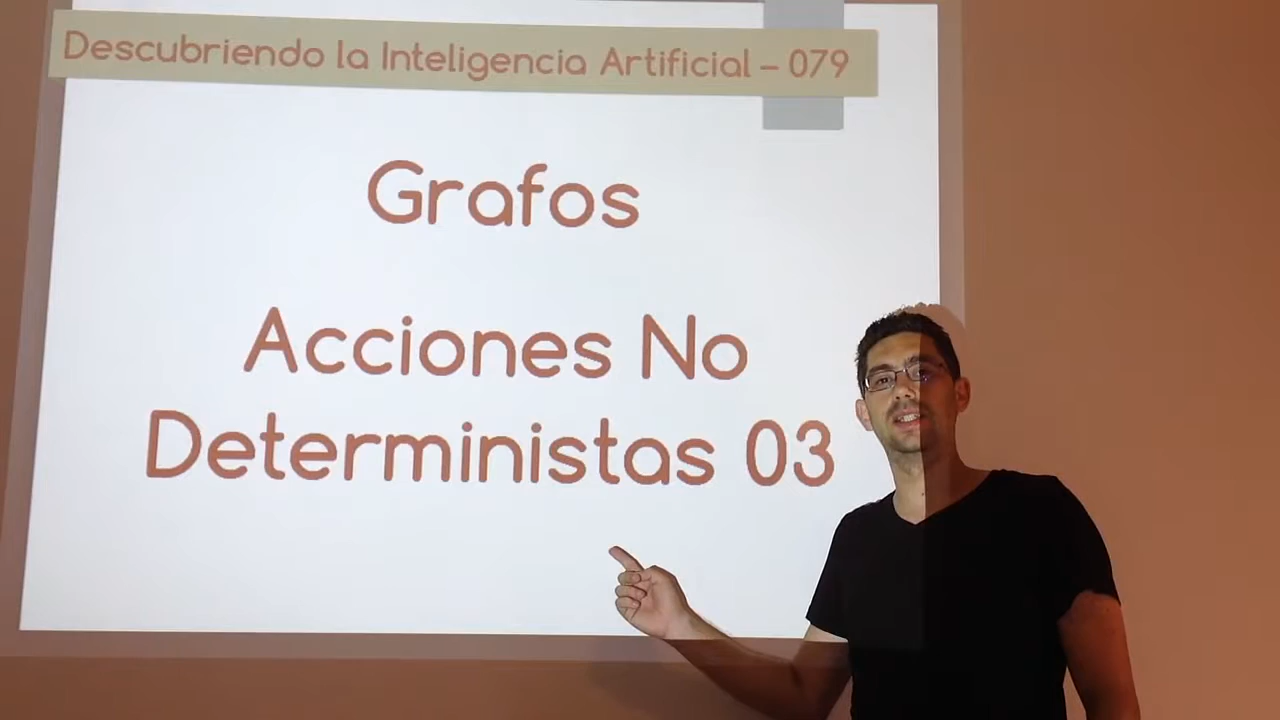 Descubriendo la Inteligencia Artificial – 079
Grafos
Acciones No
Deterministas 03